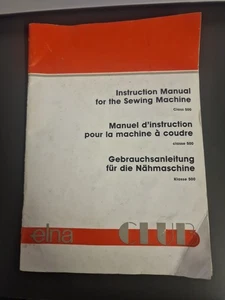 Instruction Manual
for the Sewing Machine
Class 500
Manuel d'instruction
pour la machine à coudre
classe 500
Gebrauchsanleitung
für die Nähmaschine
Klasse 500
elna
CLUB